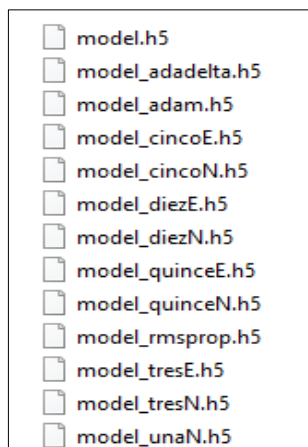 model.h5
model_adadelta.h5
model_adam.h5
model_cincoE.h5
model_cincoN.h5
model_diezE.h5
model_diezN.h5
model_quinceE.h5
model_quinceN.h5
model_rmsprop.h5
model_tresE.h5
model_tresN.h5
model_unaN.h5